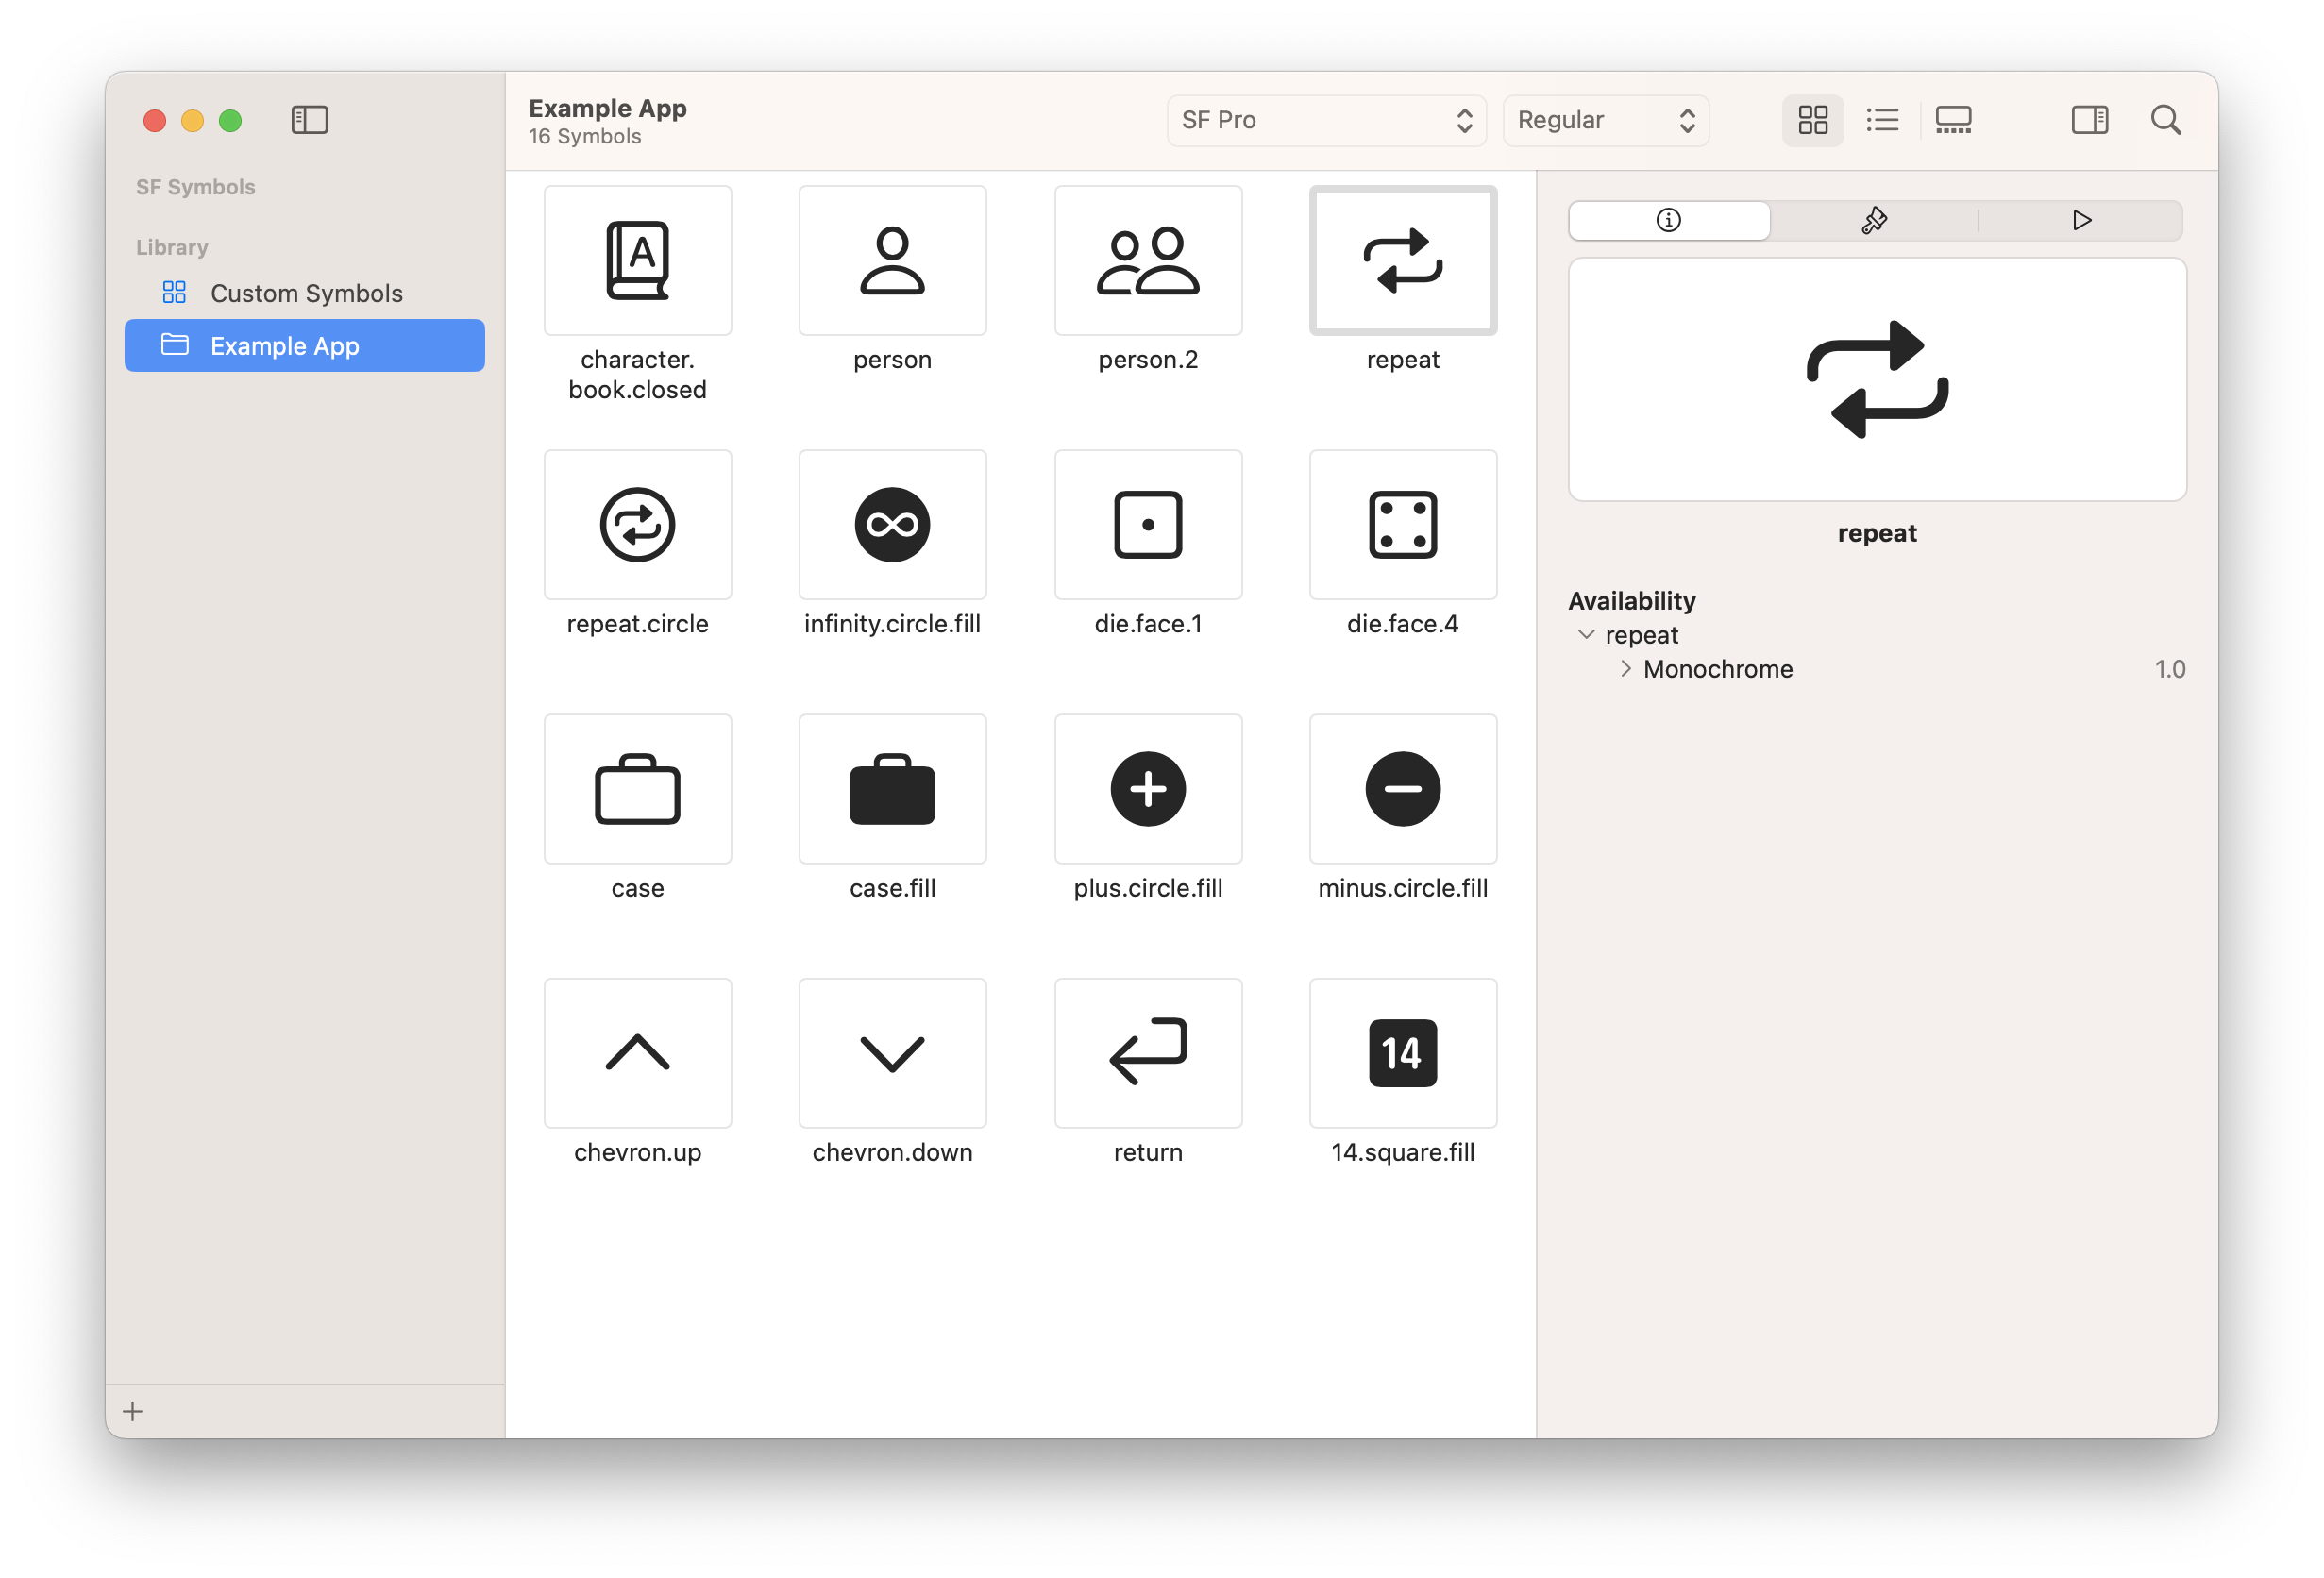 SF Symbols
Library
Custom Symbols
Example App
Example App
16 Symbols
SF Pro
Regular
A
character.
book.closed
person
person.2
repeat
repeat.circle
infinity.circle.fill
die.face.1
die.face.4
case
case.fill
plus.circle.fill
minus.circle.fill
14
chevron.up
chevron.down
return
14.square.fill
repeat
Availability
repeat
Monochrome 1.0